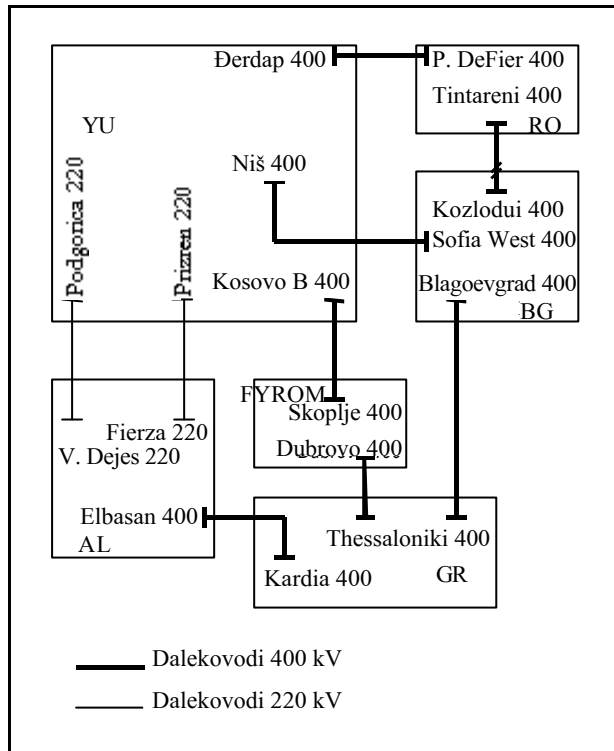 Đerdap 400
P. DeFier 400
Tintareni 400
RO
YU
Niš 400
Podgorica 220
Prizren 220
Kosovo B 400
Kozlodui 400
Sofia West 400
Blagoevgrad 400
BG
FYROM
Skoplje 400
Dubrovo 400
Fierza 220
V. Dejes 220
Elbasan 400
AL
Thessaloniki 400
Kardia 400
GR
Dalekovodi 400 kV
Dalekovodi 220 kV